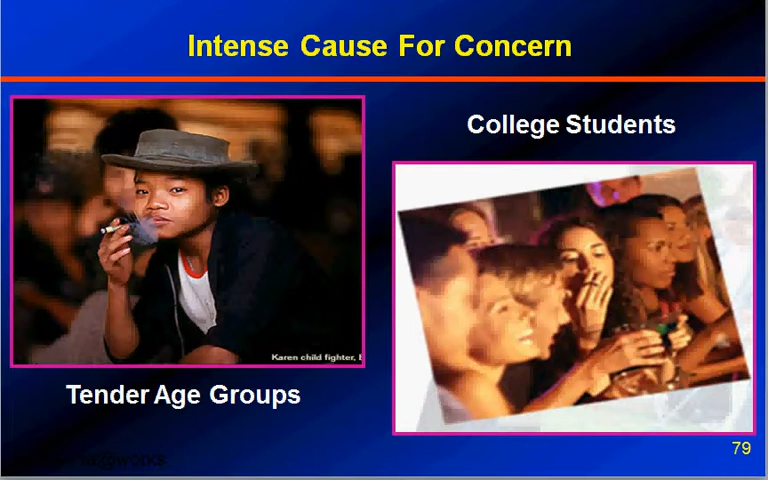 Intense Cause For Concern
College Students
Karen child fighter,
Tender Age Groups
79